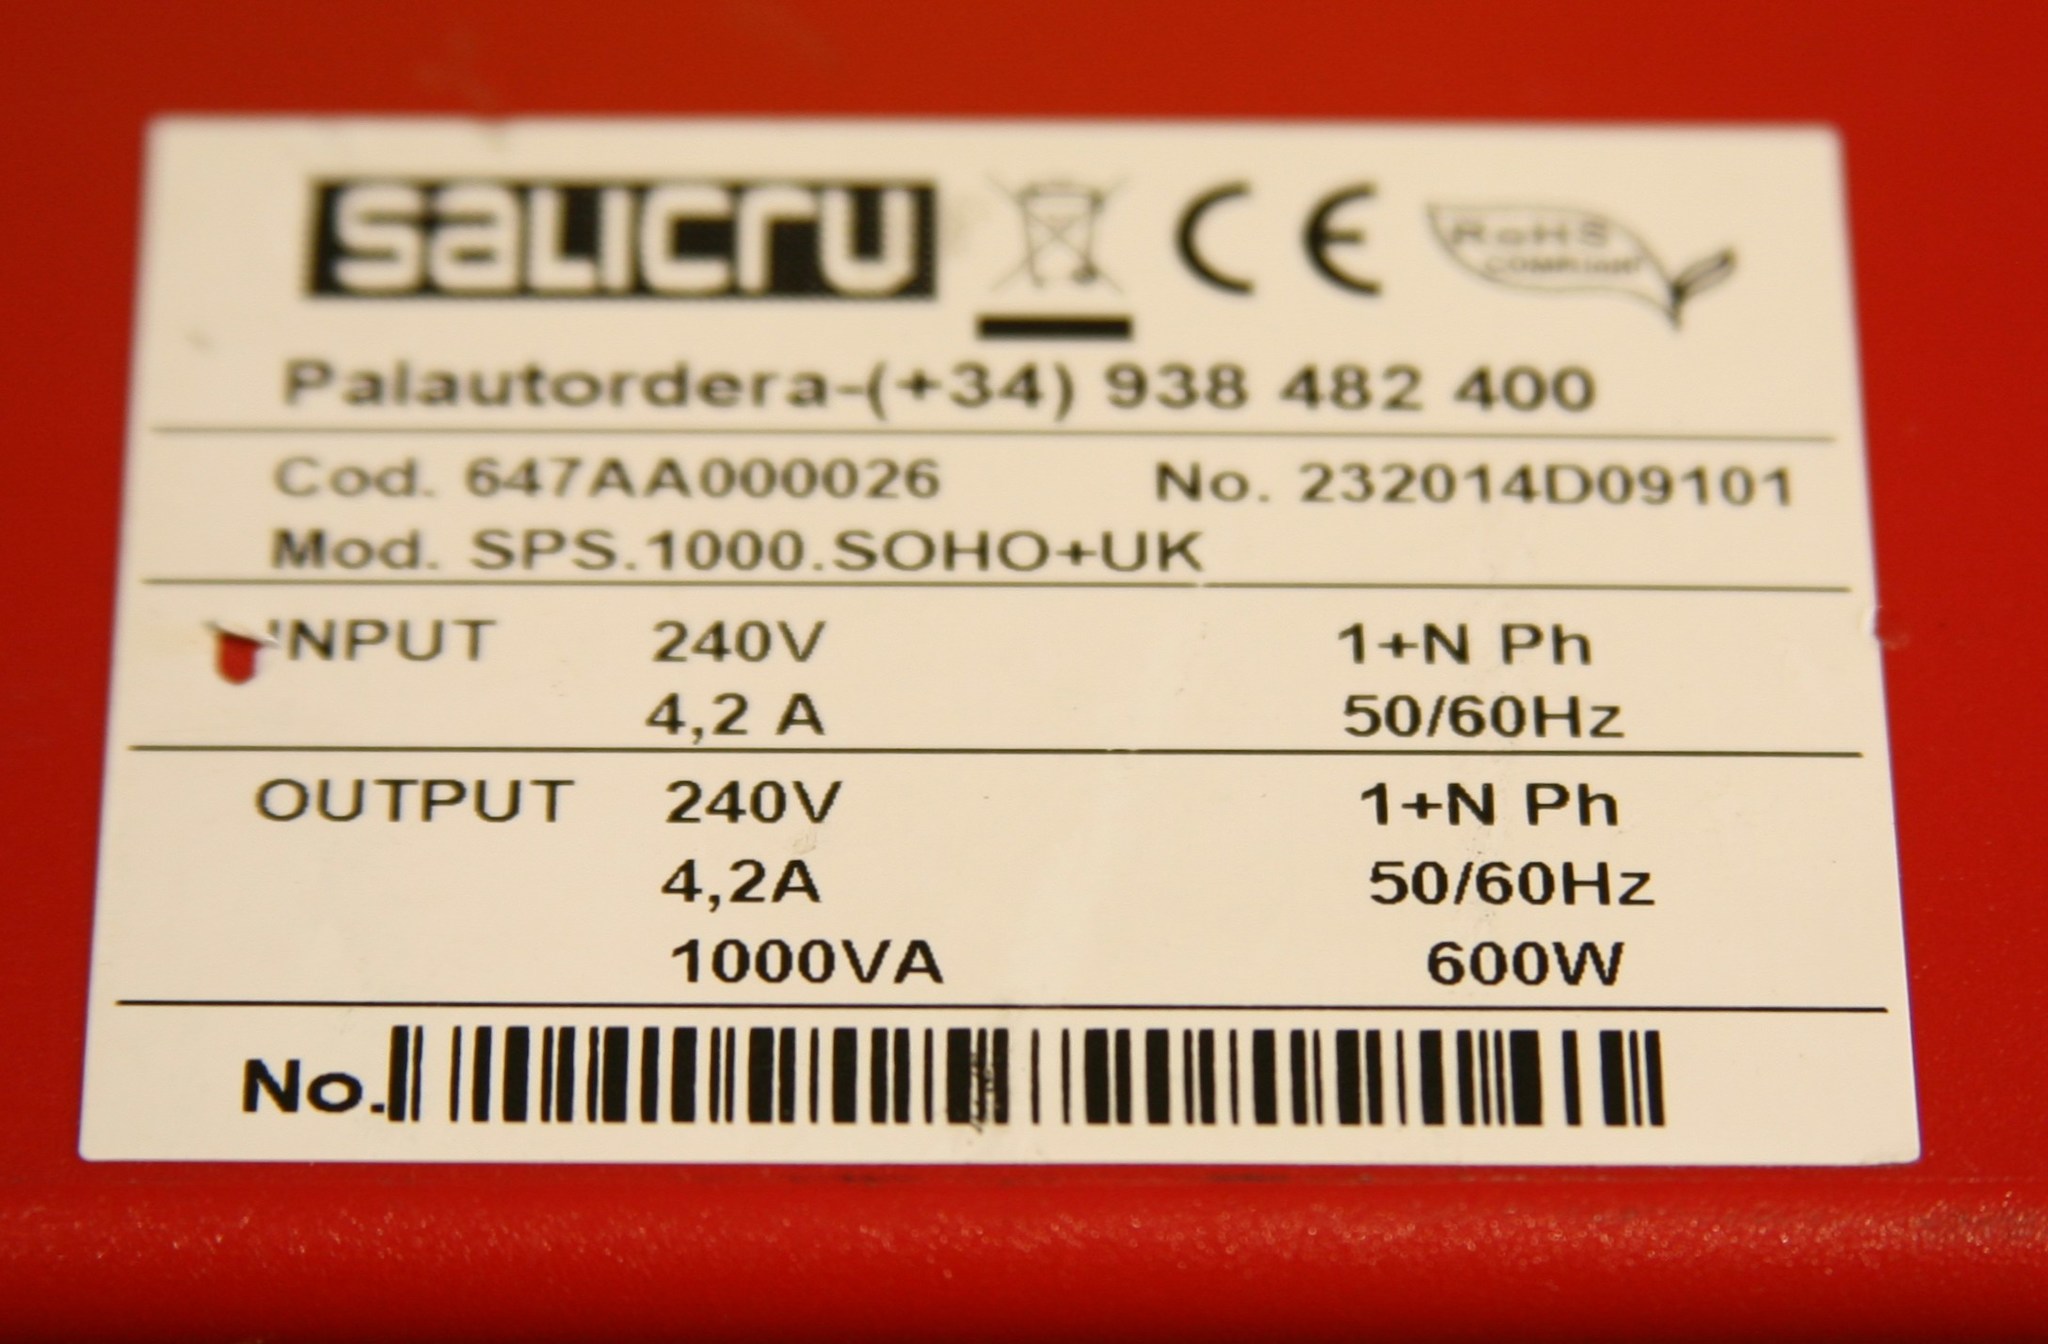 SALICRU CE RoHS
COMPLIANT
Palautordera-(+34) 938 482 400
Cod. 647AA000026 No. 232014D09101
Mod. SPS.1000.SOHO+UK
INPUT 240V 1+N Ph
4,2 A 50/60Hz
OUTPUT 240V 1+N Ph
4,2A 50/60Hz
1000VA 600W
No.